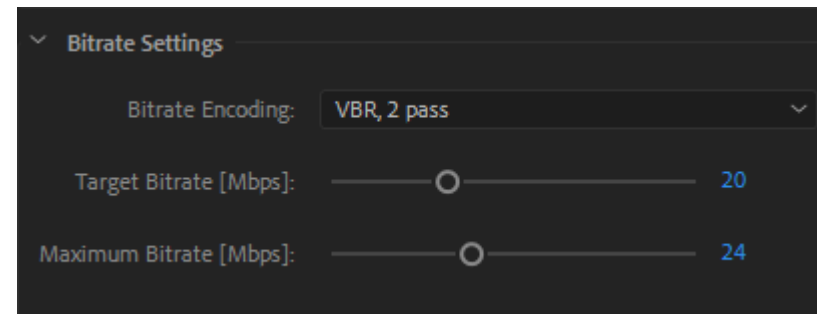 Bitrate Settings
Bitrate Encoding: VBR, 2 pass
Target Bitrate [Mbps]: 20
Maximum Bitrate [Mbps]: 24